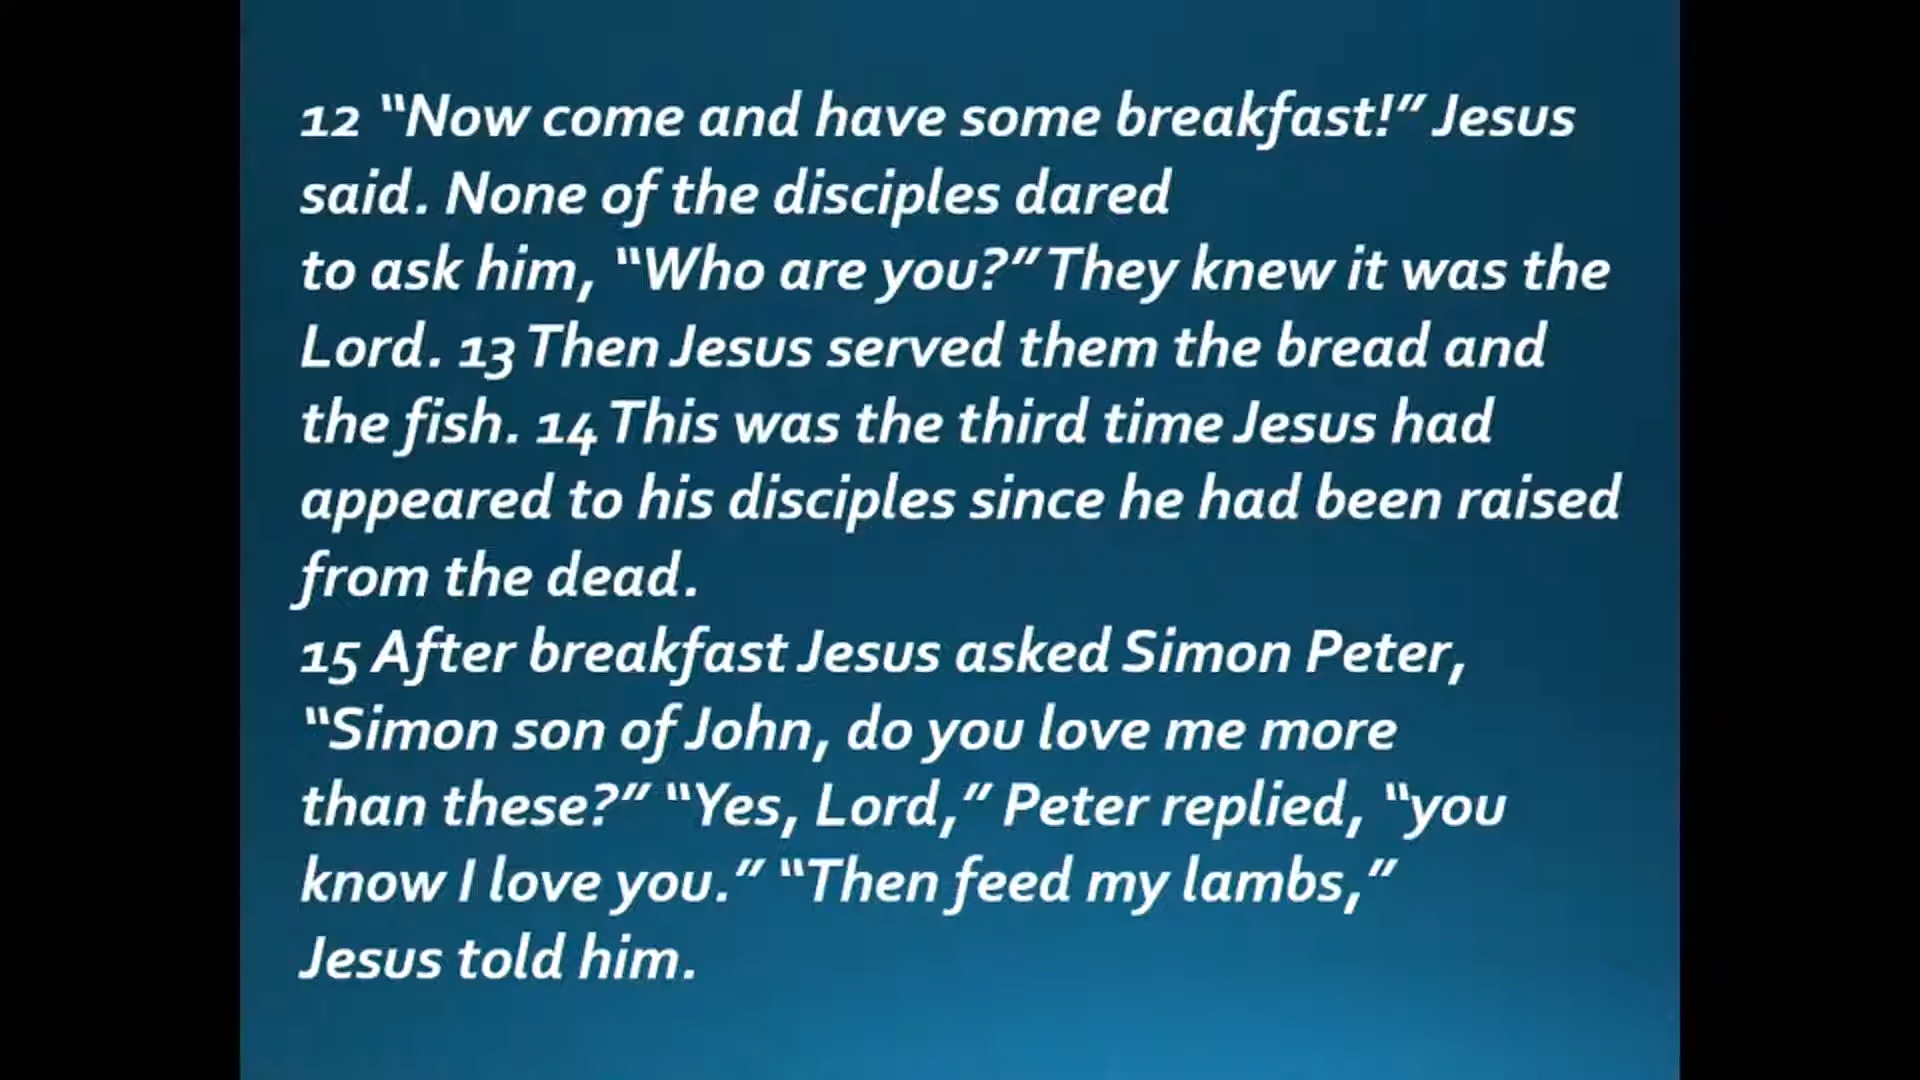 12 “Now come and have some breakfast!” Jesus
said. None of the disciples dared
to ask him, “Who are you?” They knew it was the
Lord. 13 Then Jesus served them the bread and
the fish. 14 This was the third time Jesus had
appeared to his disciples since he had been raised
from the dead.
15 After breakfast Jesus asked Simon Peter,
“Simon son of John, do you love me more
than these?” “Yes, Lord,” Peter replied, “you
know I love you.” “Then feed my lambs,”
Jesus told him.